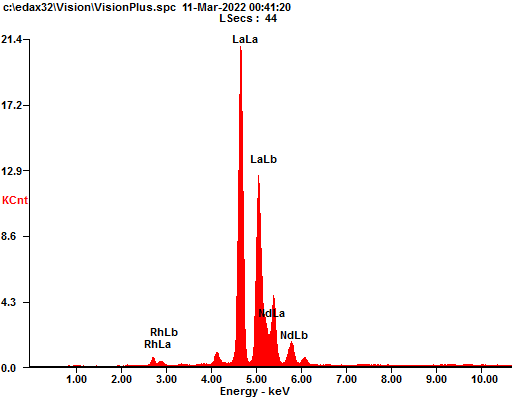 c:\edax32\Vision\VisionPlus.spc 11-Mar-2022 00:41:20
LSecs : 44
21.4
LaLa
17.2
LaLb
12.9
KCnt
8.6
4.3
NdLa
RhLb
NdLb
RhLa
0.0
1.00 2.00 3.00 4.00 5.00 6.00 7.00 8.00 9.00 10.00
Energy - keV